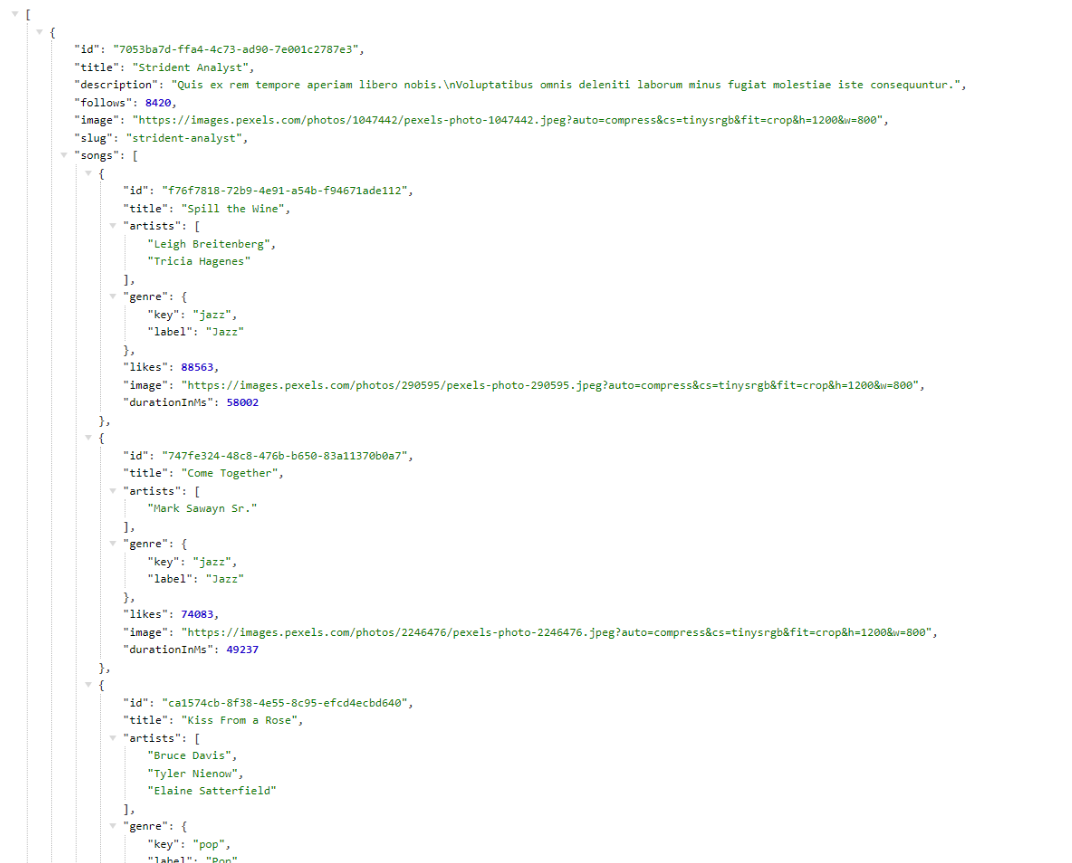 [
{
"id": "7053ba7d-ffa4-4c73-ad90-7e001c2787e3",
"title": "Strident Analyst",
"description": "Quis ex rem tempore aperiam libero nobis.\nVoluptatibus omnis deleniti laborum minus fugiat molestiae iste consequuntur.",
"follows": 8420,
"image": "https://images.pexels.com/photos/1047442/pexels-photo-1047442.jpeg?auto=compress&cs=tinysrgb&fit=crop&h=1200&w=800",
"slug": "strident-analyst",
"songs": [
{
"id": "f76f7818-72b9-4e91-a54b-f94671ade112",
"title": "Spill the Wine",
"artists": [
"Leigh Breitenberg",
"Tricia Hagenes"
],
"genre": {
"key": "jazz",
"label": "Jazz"
},
"likes": 88563,
"image": "https://images.pexels.com/photos/290595/pexels-photo-290595.jpeg?auto=compress&cs=tinysrgb&fit=crop&h=1200&w=800",
"durationInMs": 58002
},
{
"id": "747fe324-48c8-476b-b650-83a11370b0a7",
"title": "Come Together",
"artists": [
"Mark Sawayn Sr."
],
"genre": {
"key": "jazz",
"label": "Jazz"
},
"likes": 74083,
"image": "https://images.pexels.com/photos/2246476/pexels-photo-2246476.jpeg?auto=compress&cs=tinysrgb&fit=crop&h=1200&w=800",
"durationInMs": 49237
},
{
"id": "ca1574cb-8f38-4e55-8c95-efcd4ecbd640",
"title": "Kiss From a Rose",
"artists": [
"Bruce Davis",
"Tyler Nienow",
"Elaine Satterfield"
],
"genre": {
"key": "pop",
"label": "Pop"